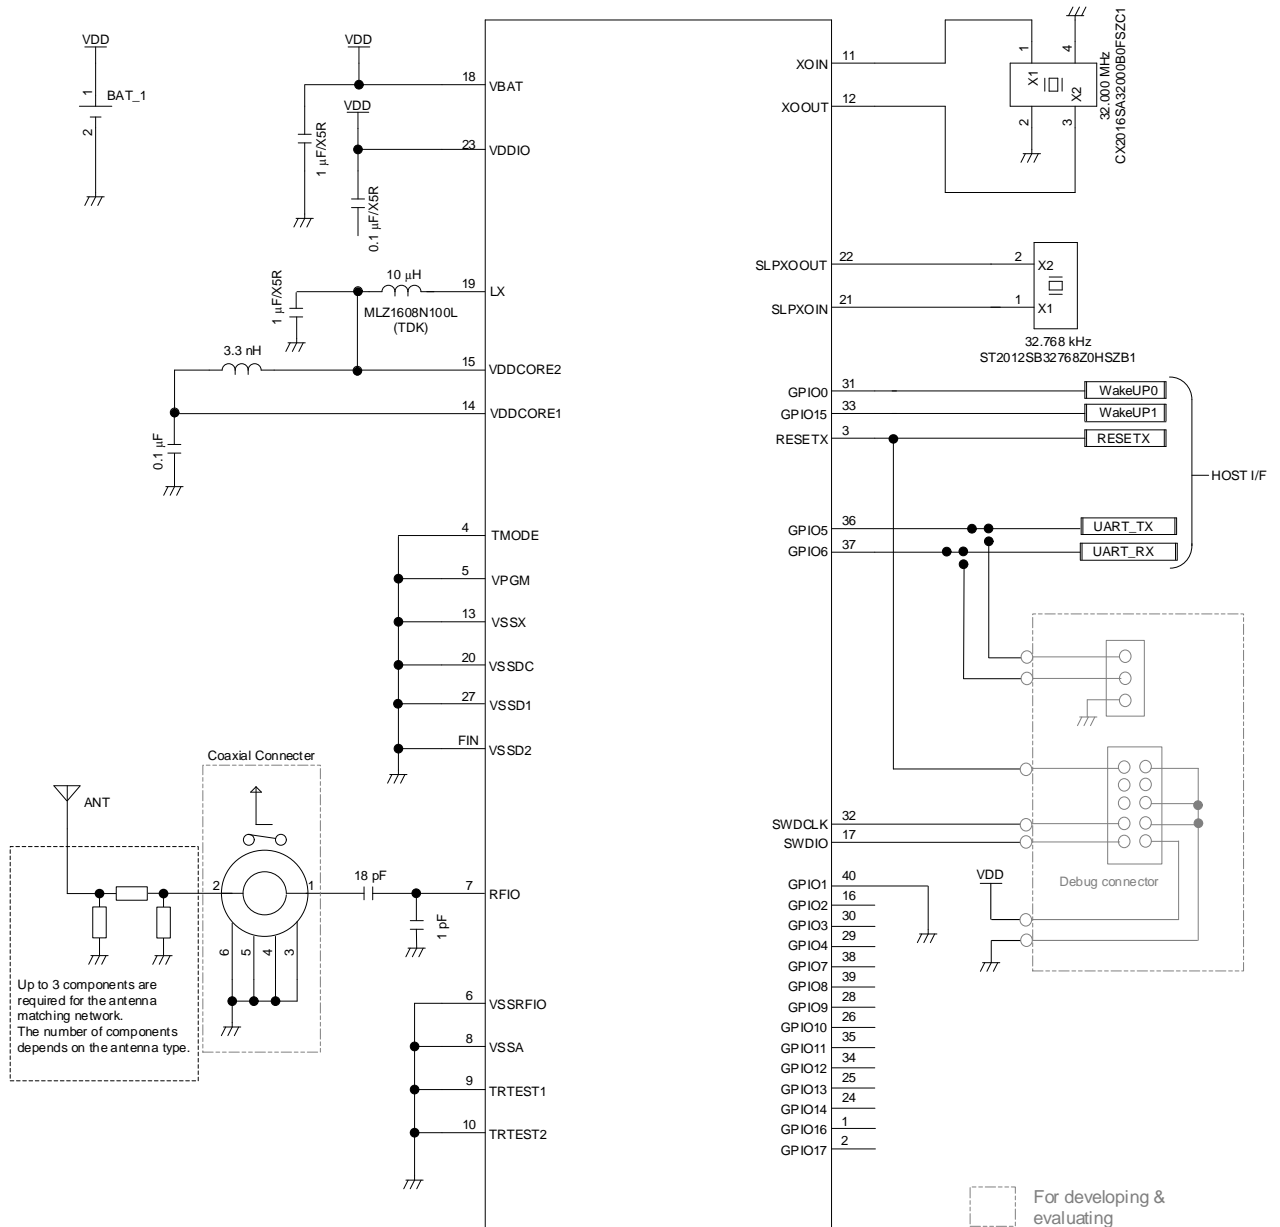 VDD
1
BAT_1
2
VDD
18
VBAT
1 µF/X5R
VDD
23
VDDIO
0.1 µF/X5R
10 µH
19
LX
MLZ1608N100L
(TDK)
1 µF/X5R
3.3 nH
15
VDDCORE2
14
VDDCORE1
0.1 µF
4
TMODE
5
VPGM
13
VSSX
20
VSSDC
27
VSSD1
FIN
VSSD2
Coaxial Connecter
ANT
2
1
18 pF
7
RFIO
1 pF
6
5
4
3
Up to 3 components are
required for the antenna
matching network.
The number of components
depends on the antenna type.
6
VSSRFIO
8
VSSA
9
TRTEST1
10
TRTEST2
XOIN
11
XOOUT
12
1
4
X1
X2
2
3
32.000 MHz
CX2016SA32000B0FSZC1
SLPXOOUT
22
2
X2
SLPXOIN
21
1
X1
32.768 kHz
ST2012SB32768Z0HSZB1
GPIO0
31
WakeUP0
GPIO15
33
WakeUP1
RESETX
3
RESETX
HOST I/F
GPIO5
36
UART_TX
GPIO6
37
UART_RX
SWDCLK
32
SWDIO
17
Debug connector
VDD
GPIO1
40
GPIO2
16
GPIO3
30
GPIO4
29
GPIO7
38
GPIO8
39
GPIO9
28
GPIO10
26
GPIO11
35
GPIO12
34
GPIO13
25
GPIO14
24
GPIO16
1
GPIO17
2
For developing &
evaluating